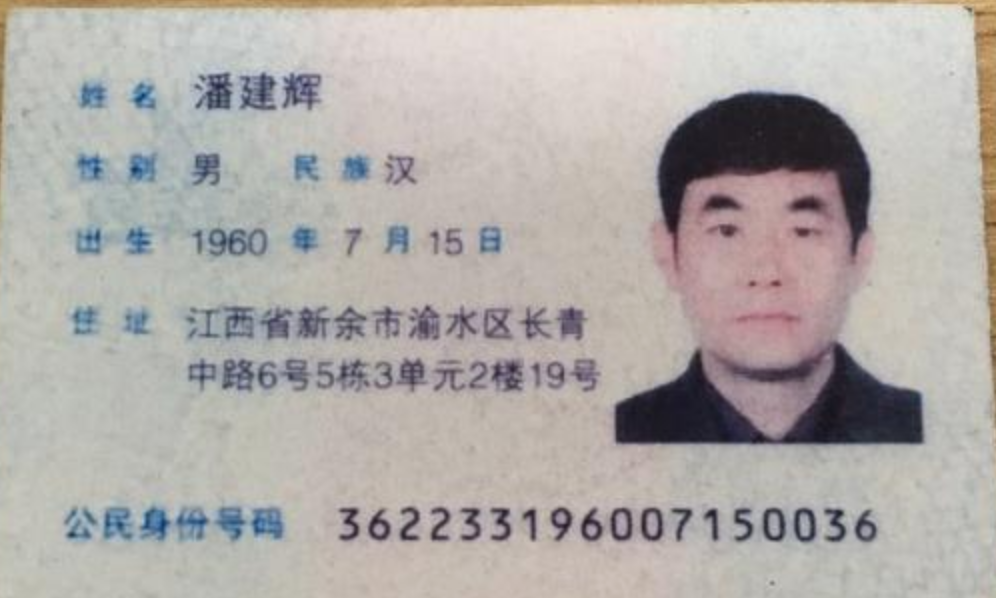 姓名 潘建辉
性别 男 民族 汉
出生 1960 年 7 月 15 日
住址 江西省新余市渝水区长青
中路6号5栋3单元2楼19号
公民身份号码 362233196007150036